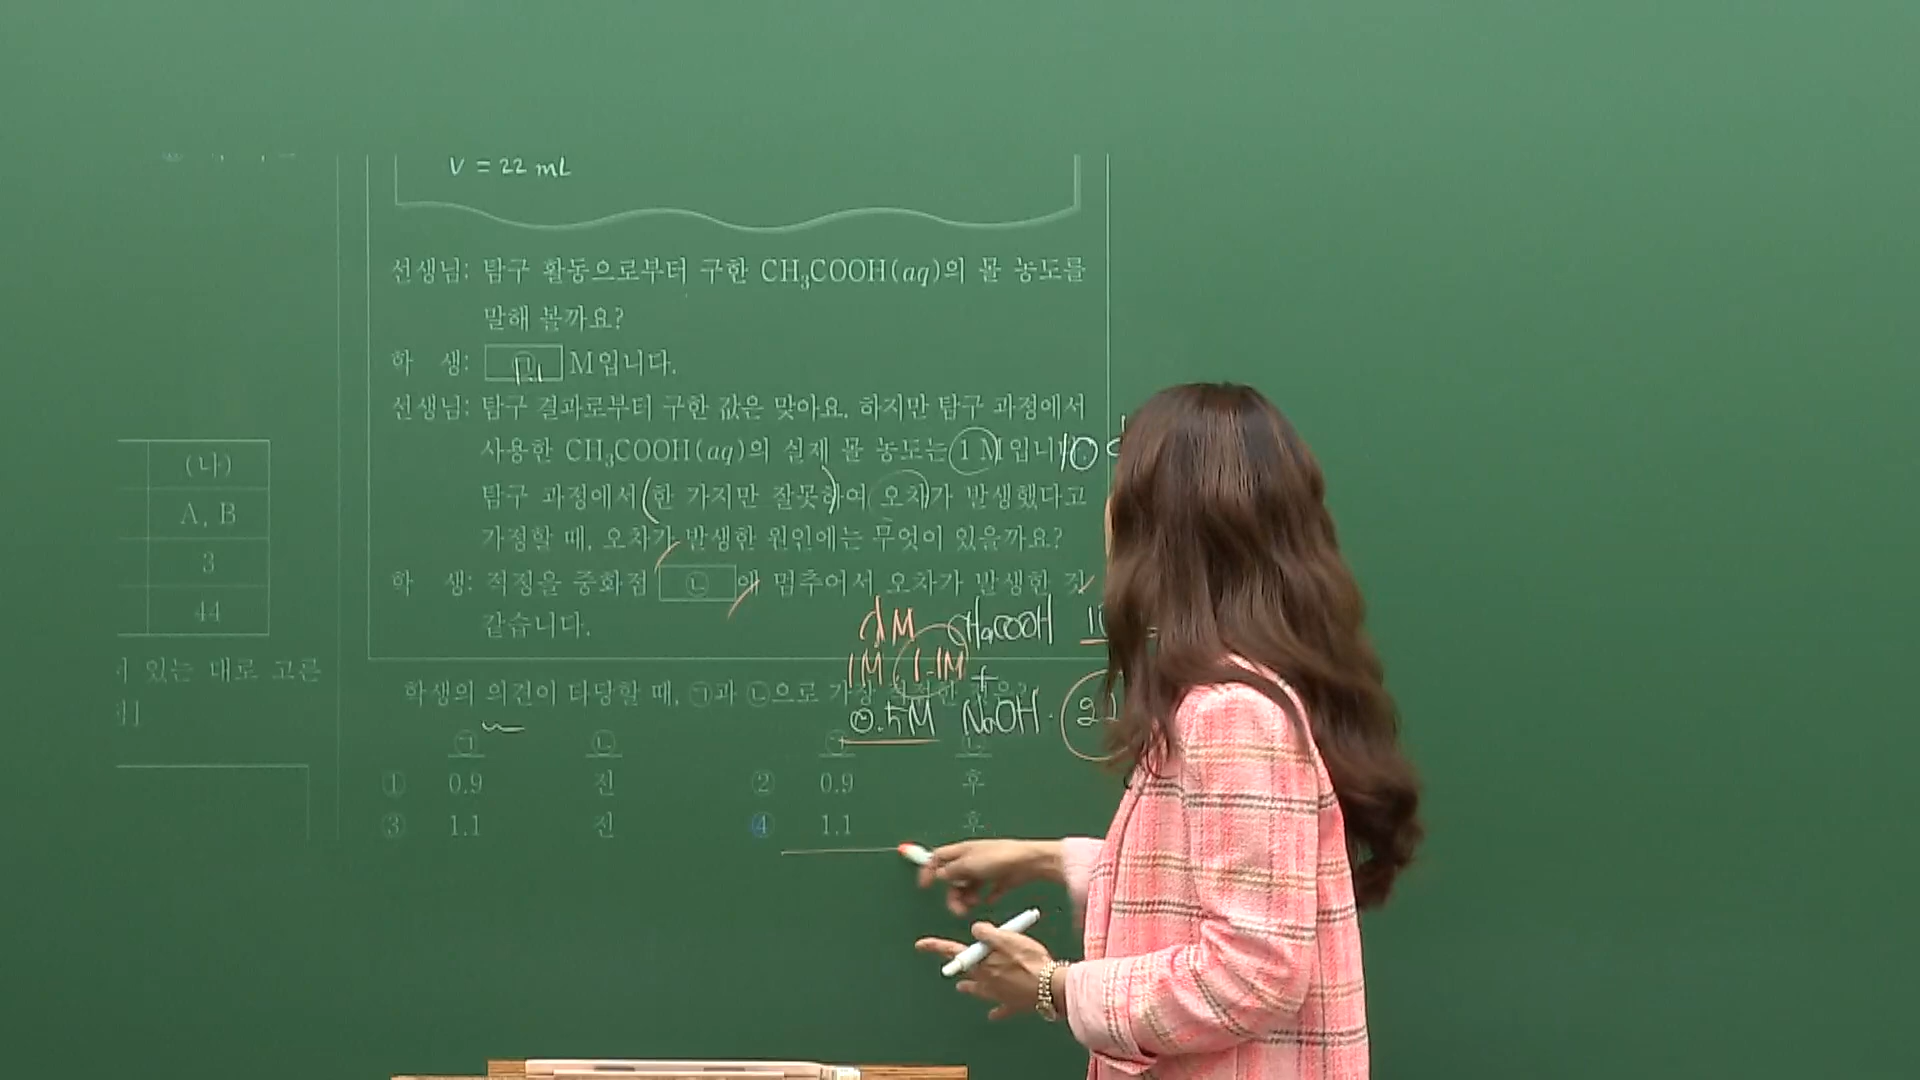 V = 22 mL
선생님: 탐구 활동으로부터 구한 CH₃COOH(aq)의 몰 농도를
말해 볼까요?
학 생: ㉠ 1.1 M입니다.
선생님: 탐구 결과로부터 구한 값은 맞아요. 하지만 탐구 과정에서
사용한 CH₃COOH(aq)의 실제 몰 농도는 1 M입니
탐구 과정에서 한 가지만 잘못하여 오차가 발생했다고
가정할 때, 오차가 발생한 원인에는 무엇이 있을까요?
학 생: 적정을 중화점 ㉡에 멈추어서 오차가 발생한 것
같습니다.
M CH₃COOH
1M 1.1M +
0.5M NaOH
학생의 의견이 타당할 때, ㉠과 ㉡으로 가장 적절한 것은?
㉠ ㉡ ㉠ ㉡
① 0.9 전 ② 0.9 후
③ 1.1 전 ④ 1.1 후
(나)
A, B
3
44
있는 대로 고른